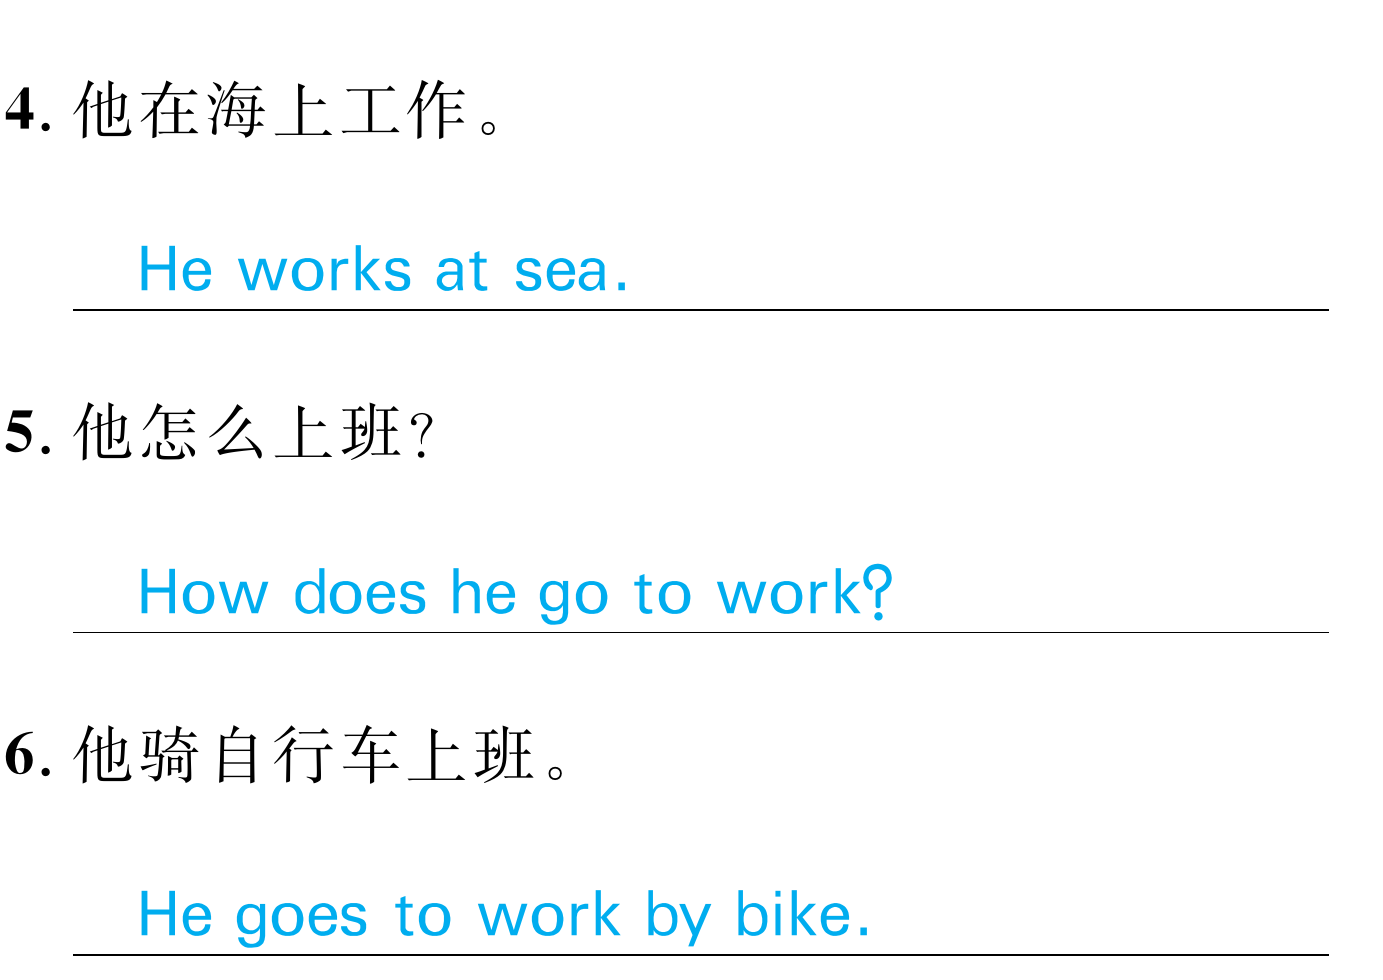 4. 他在海上工作。
He works at sea.
5. 他怎么上班?
How does he go to work?
6. 他骑自行车上班。
He goes to work by bike.